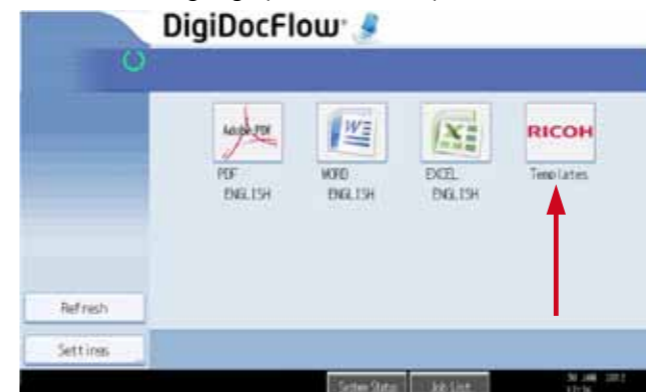 DigiDocFlow
Adobe PDF
W
X
RICOH
PDF
ENGLISH
WORD
ENGLISH
EXCEL
ENGLISH
Templates
Refresh
Settings
System Status
Job List